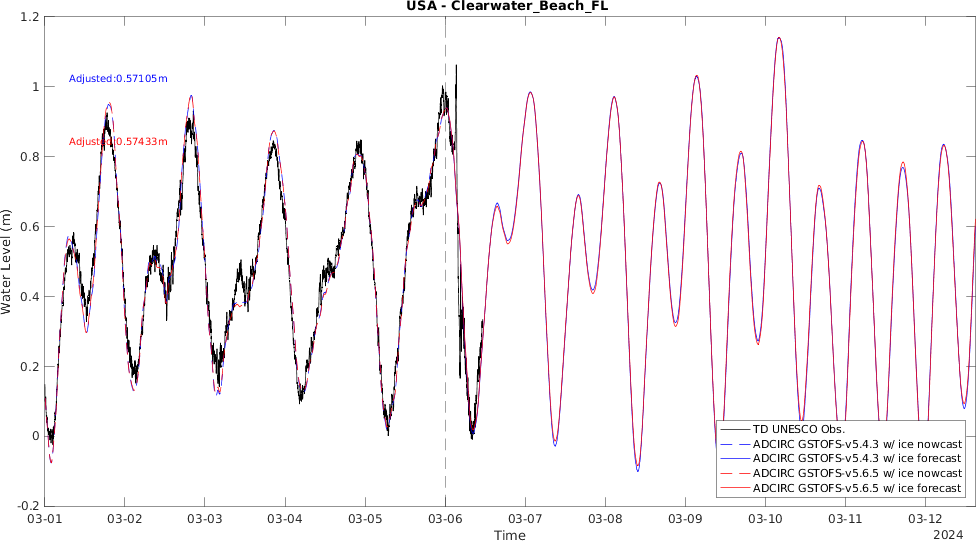 USA - Clearwater_Beach_FL
Water Level (m)
1.2
1
0.8
0.6
0.4
0.2
0
-0.2
Adjusted:0.57105m
Adjusted:0.57433m
TD UNESCO Obs.
ADCIRC GSTOFS-v5.4.3 w/ ice nowcast
ADCIRC GSTOFS-v5.4.3 w/ ice forecast
ADCIRC GSTOFS-v5.6.5 w/ ice nowcast
ADCIRC GSTOFS-v5.6.5 w/ ice forecast
03-01 03-02 03-03 03-04 03-05 03-06 03-07 03-08 03-09 03-10 03-11 03-12
Time
2024